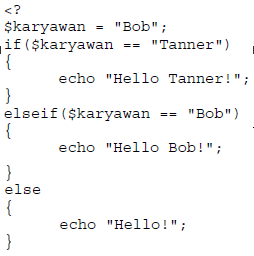 <?
$karyawan = "Bob";
if($karyawan == "Tanner")
{
echo "Hello Tanner!";
}
elseif($karyawan == "Bob")
{
echo "Hello Bob!";
}
else
{
echo "Hello!";
}